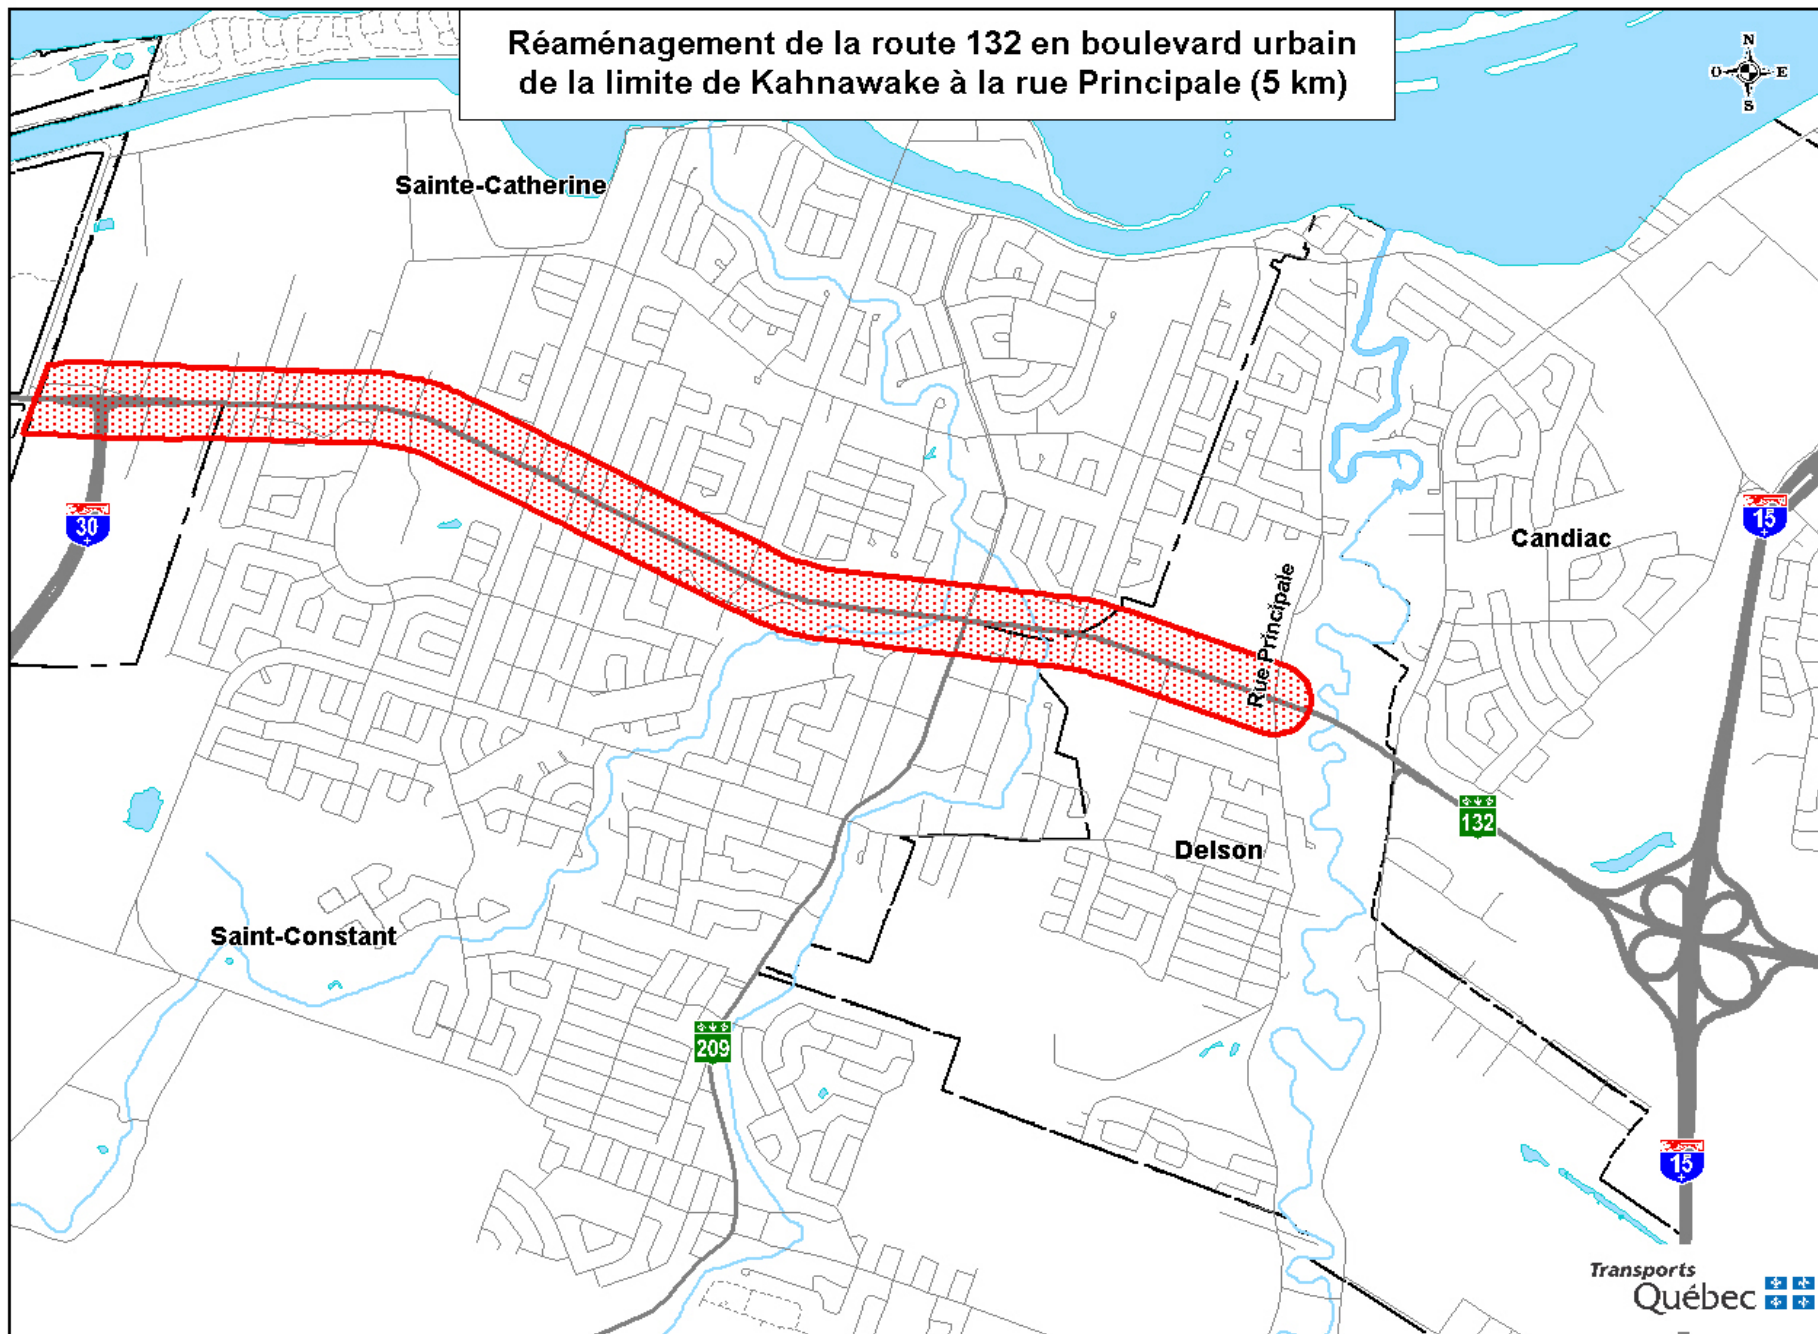 Réaménagement de la route 132 en boulevard urbain
de la limite de Kahnawake à la rue Principale (5 km)
N
O E
S
Sainte-Catherine
30
15
Candiac
Rue Principale
132
Delson
Saint-Constant
209
15
Transports
Québec